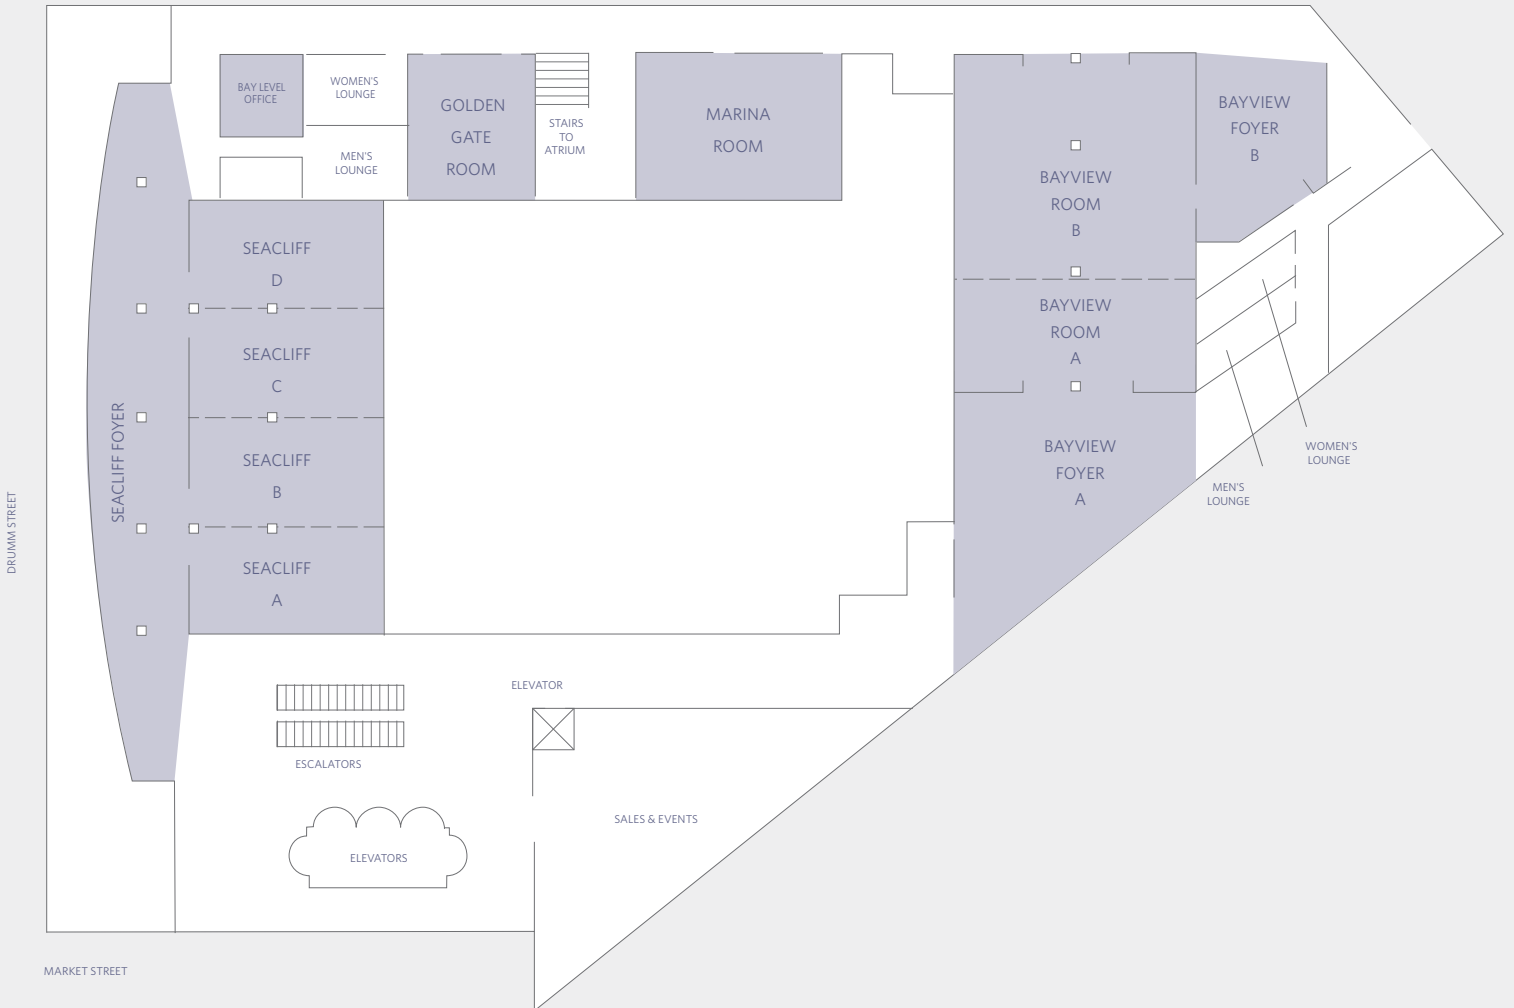 BAY LEVEL
OFFICE
WOMEN'S
LOUNGE
MEN'S
LOUNGE
GOLDEN
GATE
ROOM
STAIRS
TO
ATRIUM
MARINA
ROOM
BAYVIEW
ROOM
B
BAYVIEW
FOYER
B
SEACLIFF
D
SEACLIFF
C
SEACLIFF
B
SEACLIFF
A
SEACLIFF FOYER
BAYVIEW
ROOM
A
BAYVIEW
FOYER
A
WOMEN'S
LOUNGE
MEN'S
LOUNGE
DRUMM STREET
ELEVATOR
ESCALATORS
SALES & EVENTS
ELEVATORS
MARKET STREET